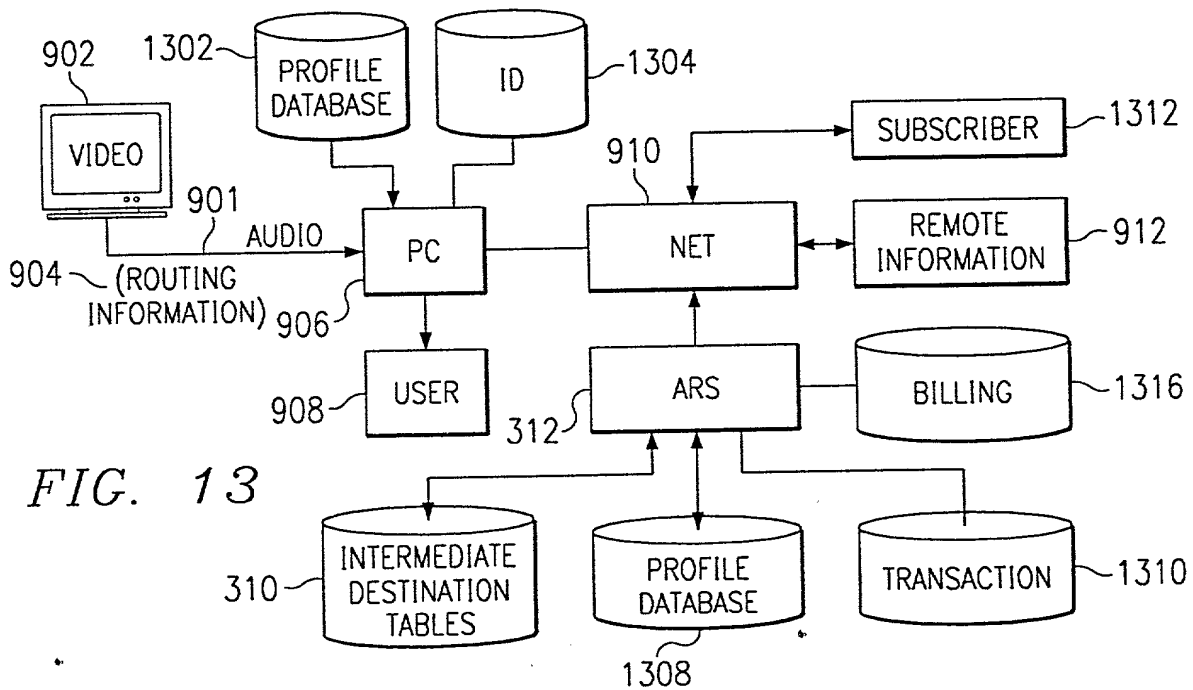 1302
PROFILE
DATABASE
ID
1304
902
VIDEO
901
AUDIO
904
(ROUTING
INFORMATION)
PC
906
USER
908
910
NET
SUBSCRIBER
1312
REMOTE
INFORMATION
912
ARS
312
BILLING
1316
FIG. 13
310
INTERMEDIATE
DESTINATION
TABLES
PROFILE
DATABASE
1308
TRANSACTION
1310